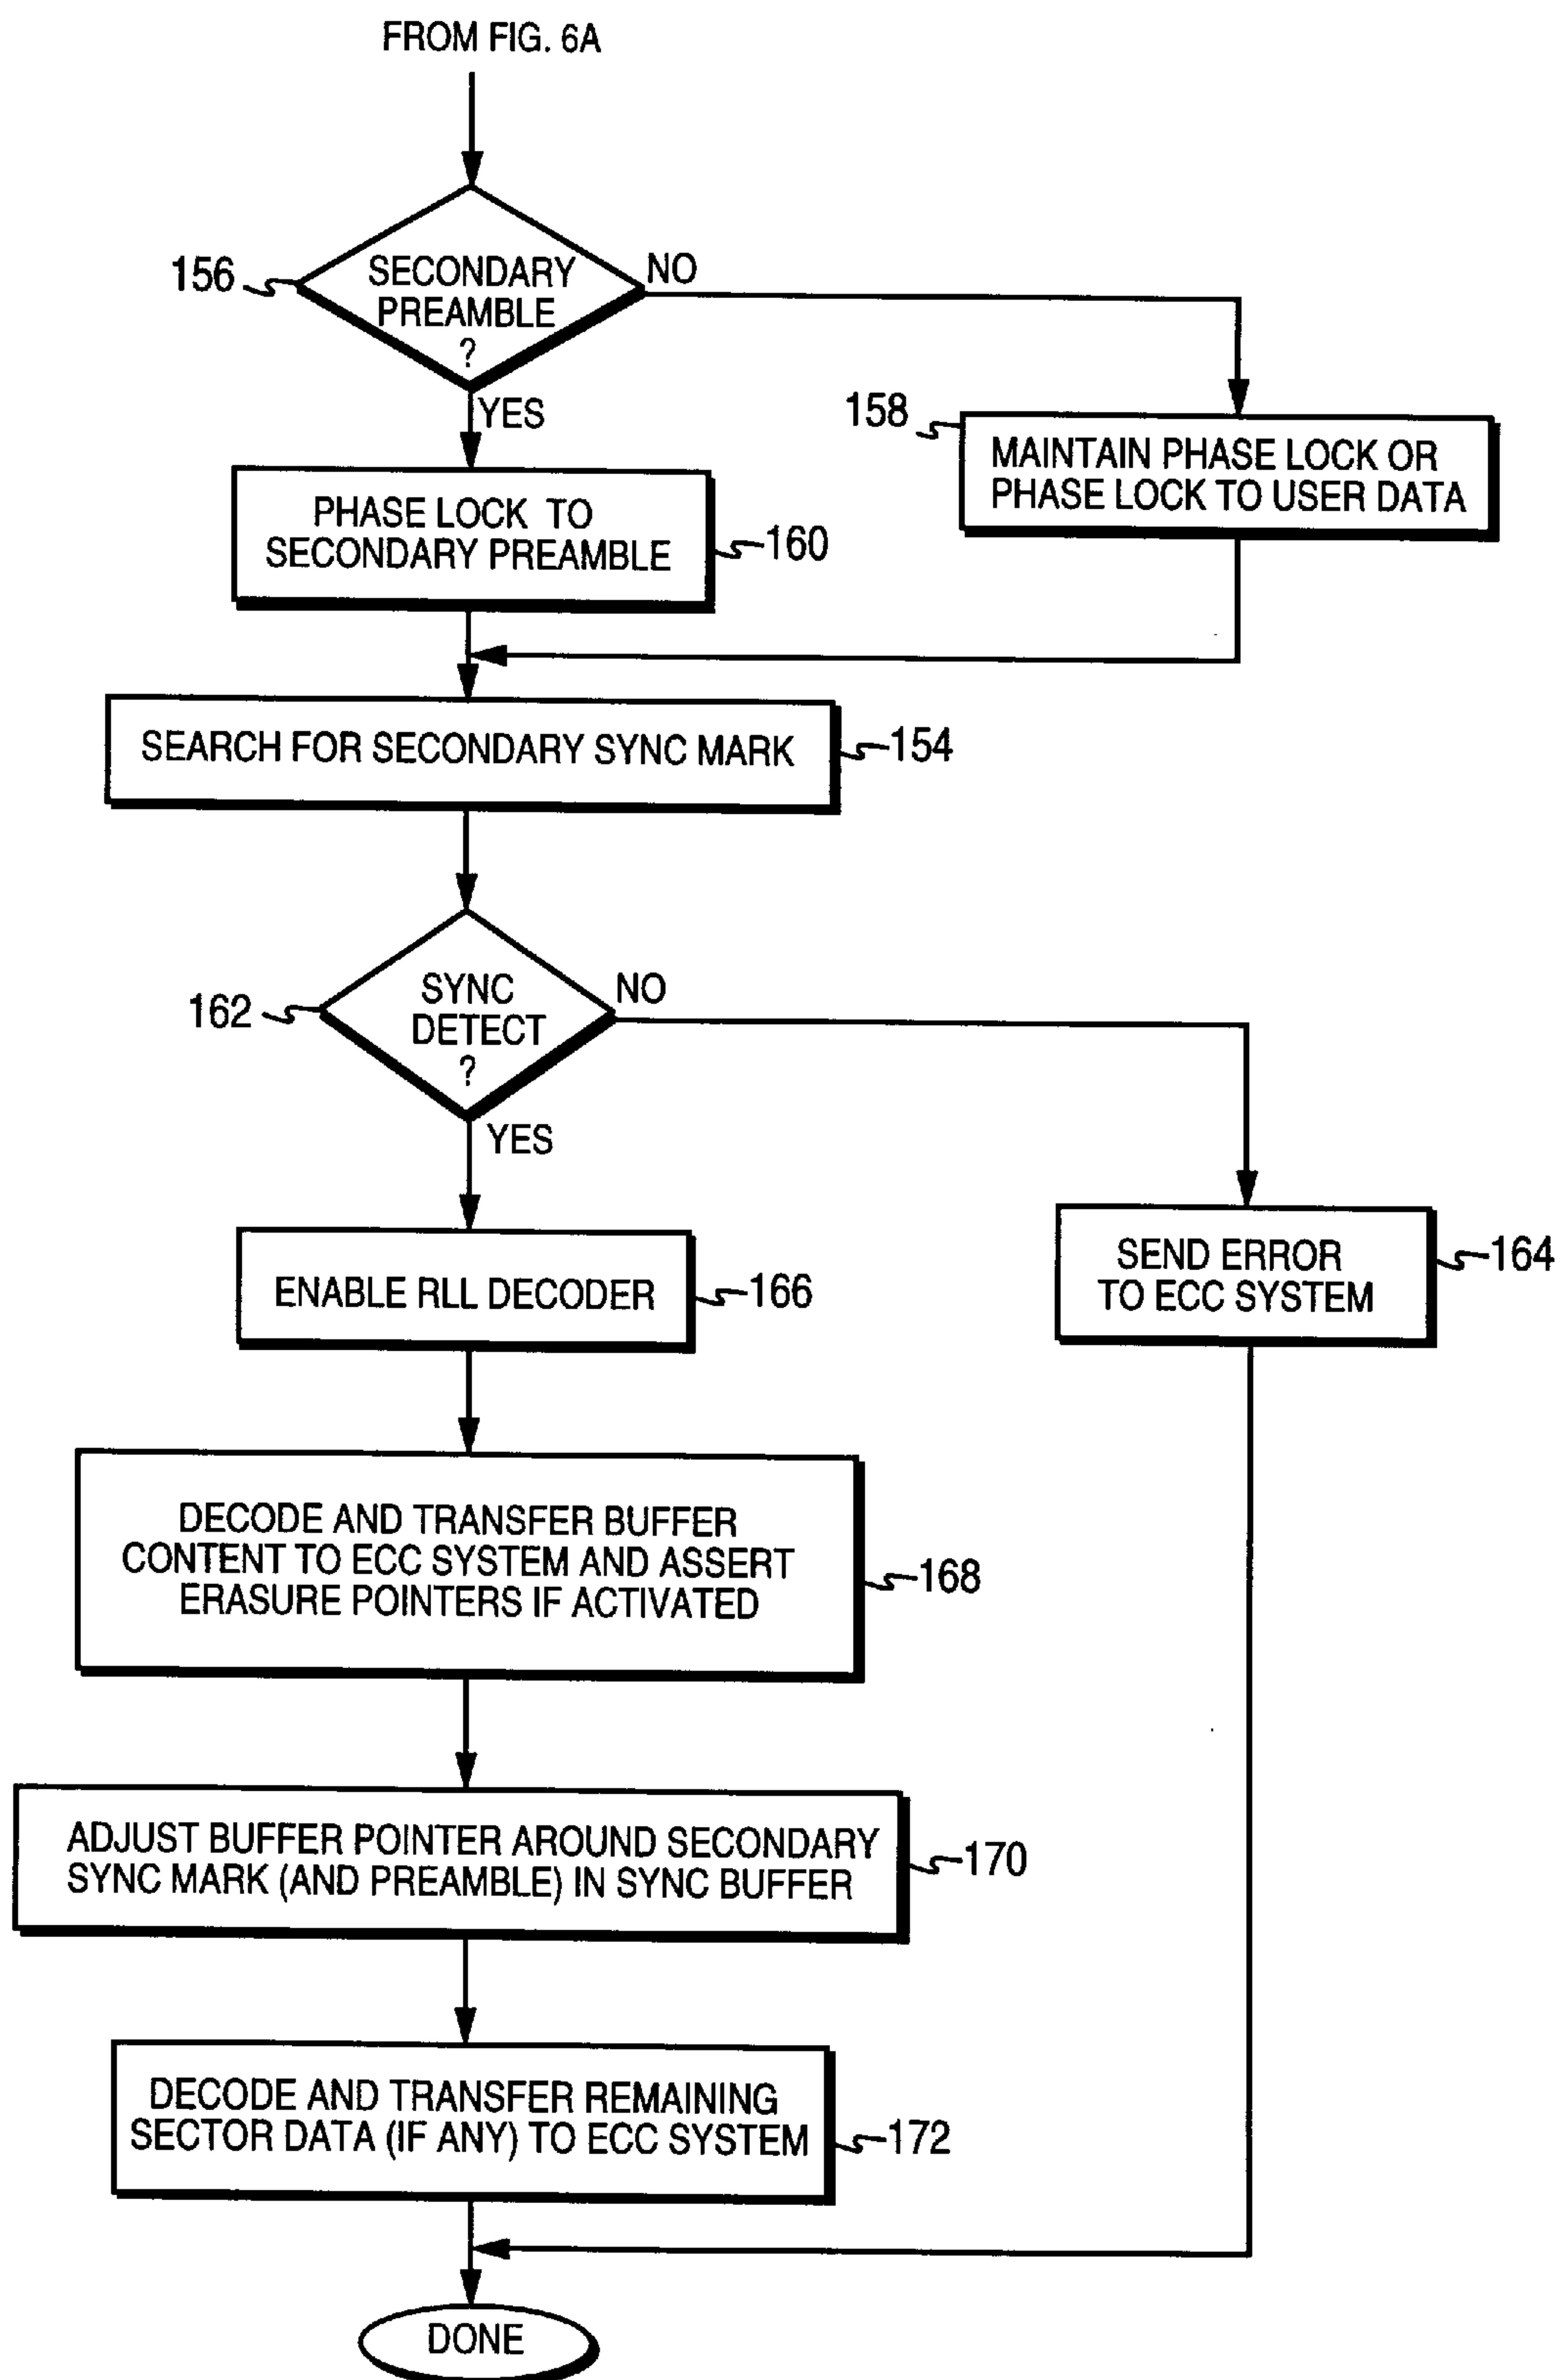 FROM FIG. 6A
156
SECONDARY
PREAMBLE
?
NO
YES
158
MAINTAIN PHASE LOCK OR
PHASE LOCK TO USER DATA
PHASE LOCK TO
SECONDARY PREAMBLE
160
SEARCH FOR SECONDARY SYNC MARK
154
162
SYNC
DETECT
?
NO
YES
SEND ERROR
TO ECC SYSTEM
164
ENABLE RLL DECODER
166
DECODE AND TRANSFER BUFFER
CONTENT TO ECC SYSTEM AND ASSERT
ERASURE POINTERS IF ACTIVATED
168
ADJUST BUFFER POINTER AROUND SECONDARY
SYNC MARK (AND PREAMBLE) IN SYNC BUFFER
170
DECODE AND TRANSFER REMAINING
SECTOR DATA (IF ANY) TO ECC SYSTEM
172
DONE